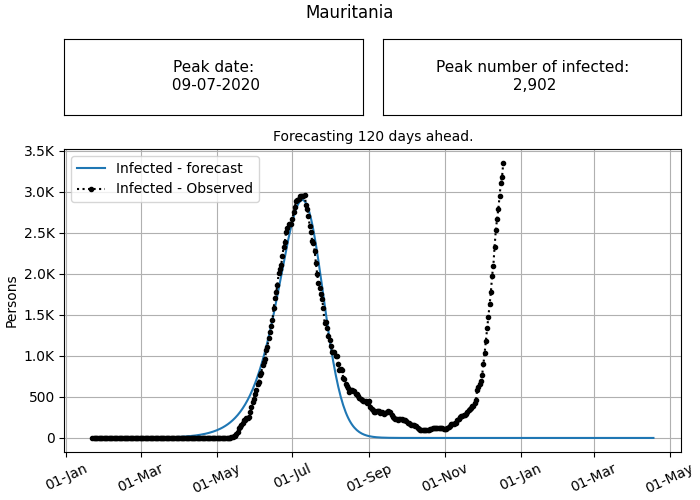 Mauritania
Peak date:
09-07-2020
Peak number of infected:
2,902
Forecasting 120 days ahead.
3.5K
3.0K
2.5K
2.0K
1.5K
1.0K
500
0
Persons
Infected - forecast
Infected - Observed
01-Jan
01-Mar
01-May
01-Jul
01-Sep
01-Nov
01-Jan
01-Mar
01-May